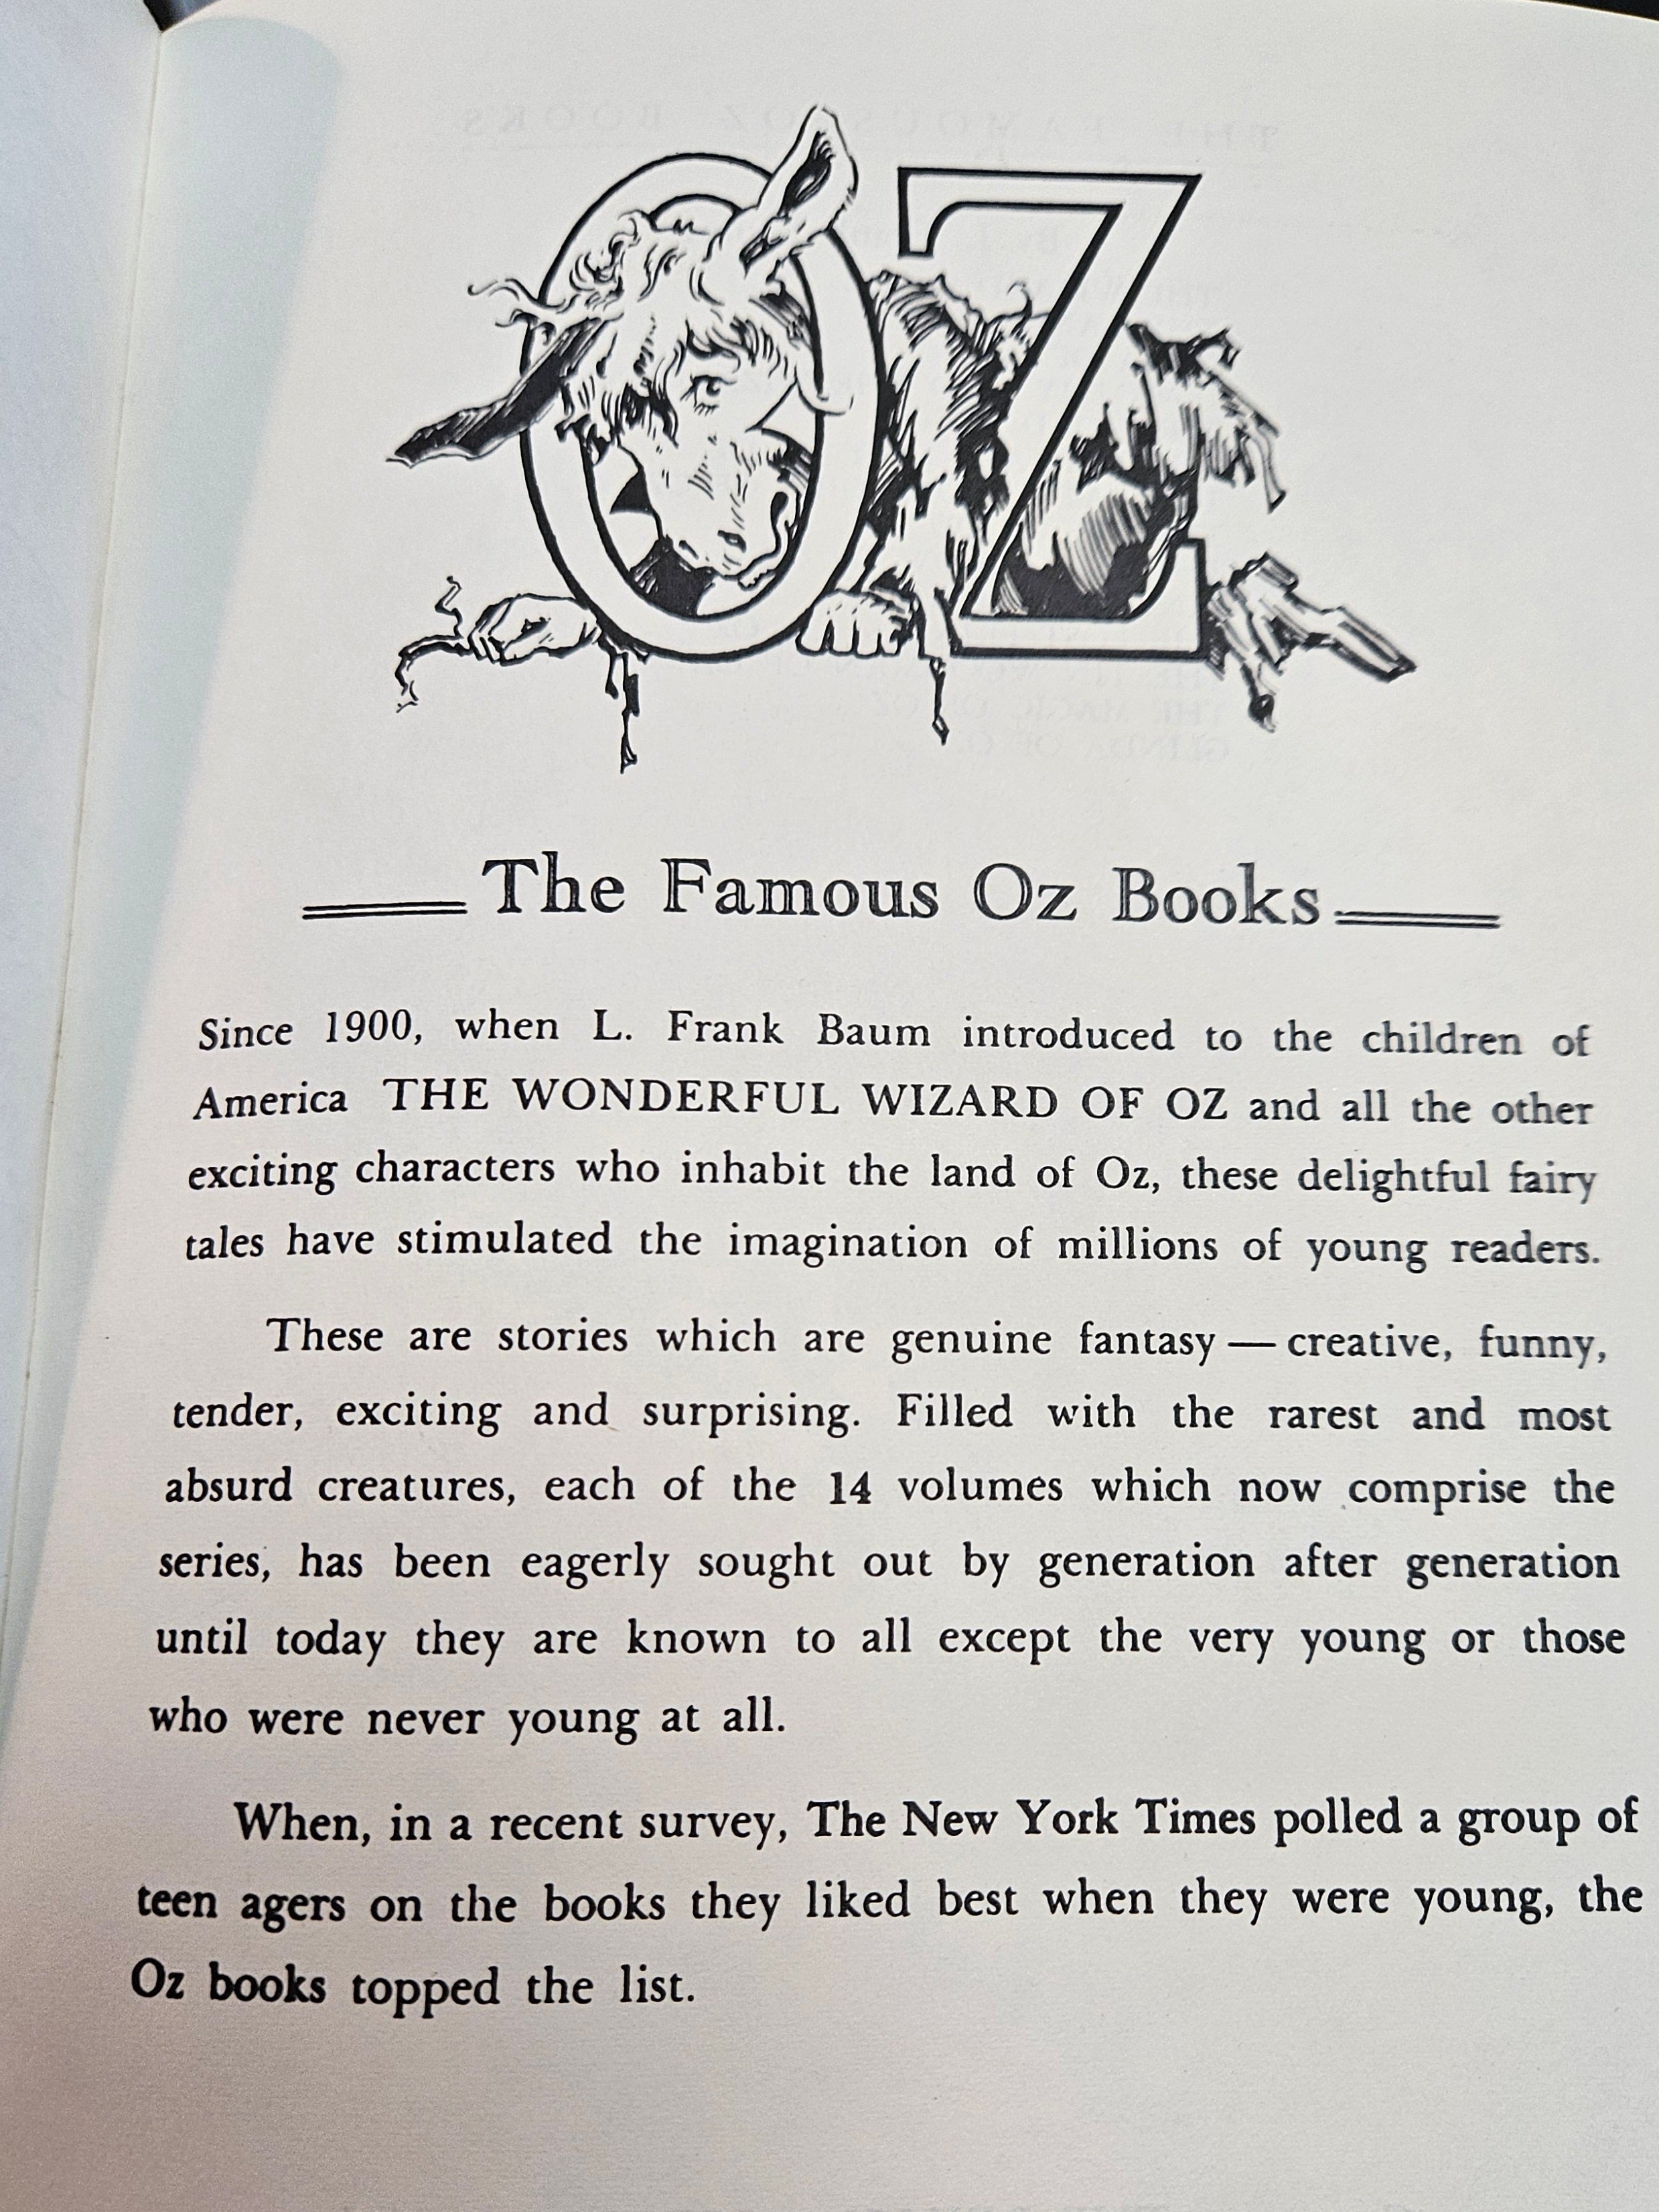 OZ
The Famous Oz Books
Since 1900, when L. Frank Baum introduced to the children of
America THE WONDERFUL WIZARD OF OZ and all the other
exciting characters who inhabit the land of Oz, these delightful fairy
tales have stimulated the imagination of millions of young readers.
These are stories which are genuine fantasy — creative, funny,
tender, exciting and surprising. Filled with the rarest and most
absurd creatures, each of the 14 volumes which now comprise the
series, has been eagerly sought out by generation after generation
until today they are known to all except the very young or those
who were never young at all.
When, in a recent survey, The New York Times polled a group of
teen agers on the books they liked best when they were young, the
Oz books topped the list.